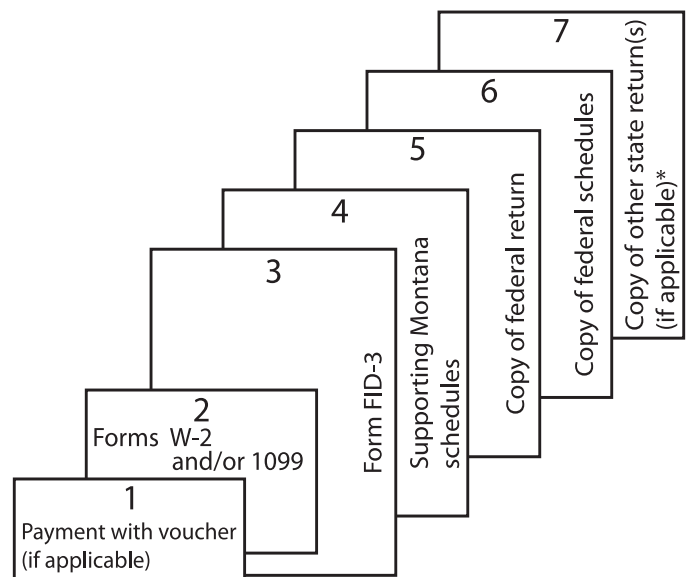 1
Payment with voucher
(if applicable)
2
Forms W-2
and/or 1099
3
Form FID-3
4
Supporting Montana
schedules
5
Copy of federal return
6
Copy of federal schedules
7
Copy of other state return(s)
(if applicable)*